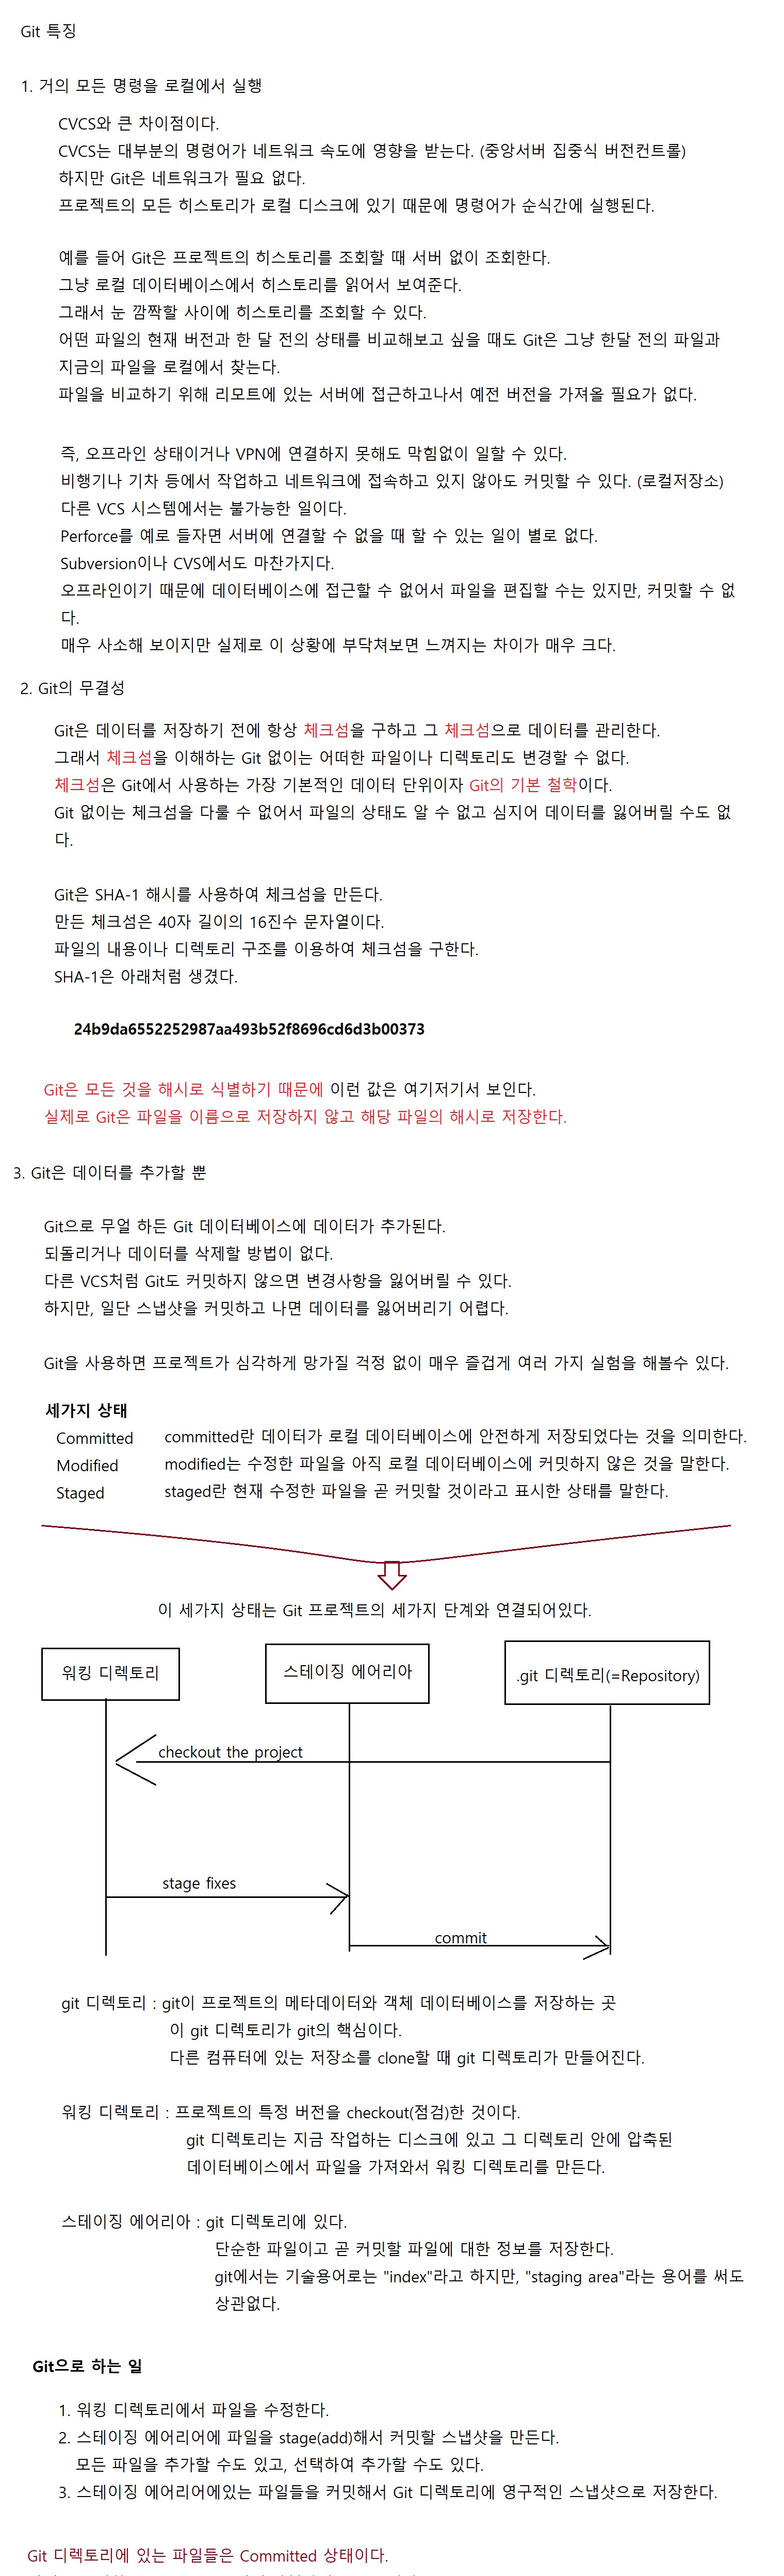 Git 특징
1. 거의 모든 명령을 로컬에서 실행
CVCS와 큰 차이점이다.
CVCS는 대부분의 명령어가 네트워크 속도에 영향을 받는다. (중앙서버 집중식 버전컨트롤)
하지만 Git은 네트워크가 필요 없다.
프로젝트의 모든 히스토리가 로컬 디스크에 있기 때문에 명령어가 순식간에 실행된다.
예를 들어 Git은 프로젝트의 히스토리를 조회할 때 서버 없이 조회한다.
그냥 로컬 데이터베이스에서 히스토리를 읽어서 보여준다.
그래서 눈 깜짝할 사이에 히스토리를 조회할 수 있다.
어떤 파일의 현재 버전과 한 달 전의 상태를 비교해보고 싶을 때도 Git은 그냥 한달 전의 파일과
지금의 파일을 로컬에서 찾는다.
파일을 비교하기 위해 리모트에 있는 서버에 접근하고나서 예전 버전을 가져올 필요가 없다.
즉, 오프라인 상태이거나 VPN에 연결하지 못해도 막힘없이 일할 수 있다.
비행기나 기차 등에서 작업하고 네트워크에 접속하고 있지 않아도 커밋할 수 있다. (로컬저장소)
다른 VCS 시스템에서는 불가능한 일이다.
Perforce를 예로 들자면 서버에 연결할 수 없을 때 할 수 있는 일이 별로 없다.
Subversion이나 CVS에서도 마찬가지다.
오프라인이기 때문에 데이터베이스에 접근할 수 없어서 파일을 편집할 수는 있지만, 커밋할 수 없
다.
매우 사소해 보이지만 실제로 이 상황에 부닥쳐보면 느껴지는 차이가 매우 크다.
2. Git의 무결성
Git은 데이터를 저장하기 전에 항상 체크섬을 구하고 그 체크섬으로 데이터를 관리한다.
그래서 체크섬을 이해하는 Git 없이는 어떠한 파일이나 디렉토리도 변경할 수 없다.
체크섬은 Git에서 사용하는 가장 기본적인 데이터 단위이자 Git의 기본 철학이다.
Git 없이는 체크섬을 다룰 수 없어서 파일의 상태도 알 수 없고 심지어 데이터를 잃어버릴 수도 없
다.
Git은 SHA-1 해시를 사용하여 체크섬을 만든다.
만든 체크섬은 40자 길이의 16진수 문자열이다.
파일의 내용이나 디렉토리 구조를 이용하여 체크섬을 구한다.
SHA-1은 아래처럼 생겼다.
24b9da6552252987aa493b52f8696cd6d3b00373
Git은 모든 것을 해시로 식별하기 때문에 이런 값은 여기저기서 보인다.
실제로 Git은 파일을 이름으로 저장하지 않고 해당 파일의 해시로 저장한다.
3. Git은 데이터를 추가할 뿐
Git으로 무얼 하든 Git 데이터베이스에 데이터가 추가된다.
되돌리거나 데이터를 삭제할 방법이 없다.
다른 VCS처럼 Git도 커밋하지 않으면 변경사항을 잃어버릴 수 있다.
하지만, 일단 스냅샷을 커밋하고 나면 데이터를 잃어버리기 어렵다.
Git을 사용하면 프로젝트가 심각하게 망가질 걱정 없이 매우 즐겁게 여러 가지 실험을 해볼수 있다.
세가지 상태
Committed committed란 데이터가 로컬 데이터베이스에 안전하게 저장되었다는 것을 의미한다.
Modified modified는 수정한 파일을 아직 로컬 데이터베이스에 커밋하지 않은 것을 말한다.
Staged staged란 현재 수정한 파일을 곧 커밋할 것이라고 표시한 상태를 말한다.
이 세가지 상태는 Git 프로젝트의 세가지 단계와 연결되어있다.
워킹 디렉토리 스테이징 에어리아 .git 디렉토리(=Repository)
checkout the project
stage fixes
commit
git 디렉토리 : git이 프로젝트의 메타데이터와 객체 데이터베이스를 저장하는 곳
이 git 디렉토리가 git의 핵심이다.
다른 컴퓨터에 있는 저장소를 clone할 때 git 디렉토리가 만들어진다.
워킹 디렉토리 : 프로젝트의 특정 버전을 checkout(점검)한 것이다.
git 디렉토리는 지금 작업하는 디스크에 있고 그 디렉토리 안에 압축된
데이터베이스에서 파일을 가져와서 워킹 디렉토리를 만든다.
스테이징 에어리아 : git 디렉토리에 있다.
단순한 파일이고 곧 커밋할 파일에 대한 정보를 저장한다.
git에서는 기술용어로는 "index"라고 하지만, "staging area"라는 용어를 써도
상관없다.
Git으로 하는 일
1. 워킹 디렉토리에서 파일을 수정한다.
2. 스테이징 에어리어에 파일을 stage(add)해서 커밋할 스냅샷을 만든다.
모든 파일을 추가할 수도 있고, 선택하여 추가할 수도 있다.
3. 스테이징 에어리어에있는 파일들을 커밋해서 Git 디렉토리에 영구적인 스냅샷으로 저장한다.
Git 디렉토리에 있는 파일들은 Committed 상태이다.